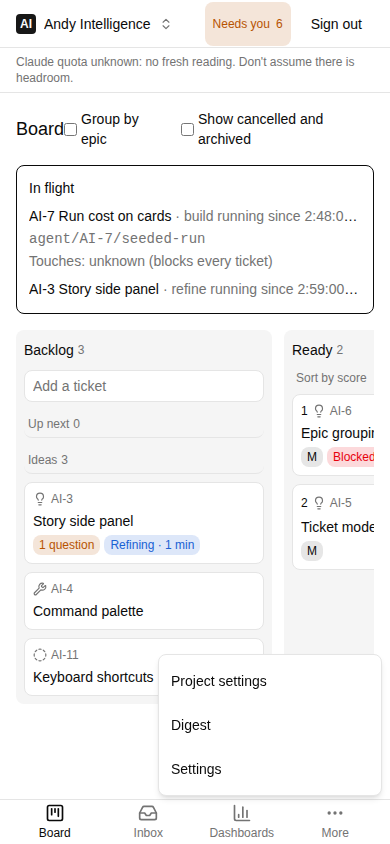 AI Andy Intelligence Needs you 6 Sign out
Claude quota unknown: no fresh reading. Don't assume there is
headroom.
Board Group by epic Show cancelled and archived
In flight
AI-7 Run cost on cards · build running since 2:48:0…
agent/AI-7/seeded-run
Touches: unknown (blocks every ticket)
AI-3 Story side panel · refine running since 2:59:00…
Backlog 3
Add a ticket
Up next 0
Ideas 3
AI-3
Story side panel
1 question Refining · 1 min
AI-4
Command palette
AI-11
Keyboard shortcuts
Ready 2
Sort by score
1 AI-6
Epic groupin
M Blocked
2 AI-5
Ticket mode
M
Project settings
Digest
Settings
Board Inbox Dashboards More